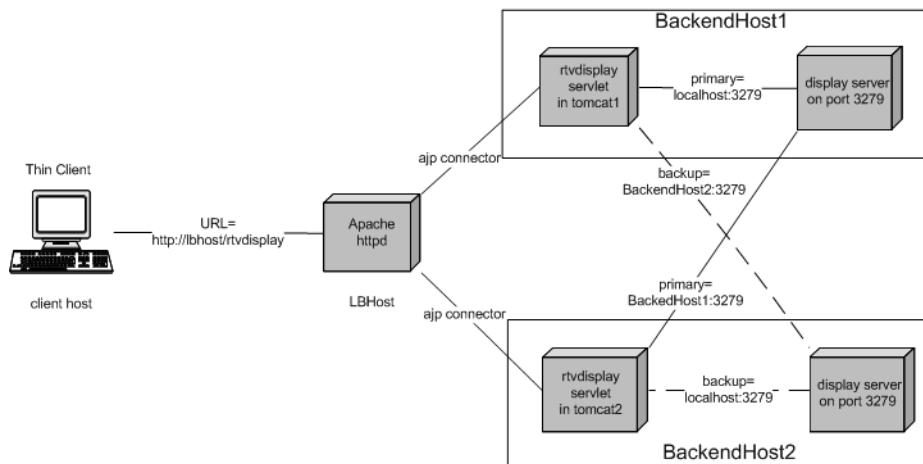 BackendHost1
rtvdisplay
servlet
in tomcat1
primary=
localhost:3279
display server
on port 3279
ajp connector
backup=
BackendHost2:3279
Thin Client
URL=
http://lbhost/rtvdisplay
Apache
httpd
client host
LBHost
primary=
BackedHost1:3279
ajp connector
rtvdisplay
servlet
in tomcat2
backup=
localhost:3279
display server
on port 3279
BackendHost2